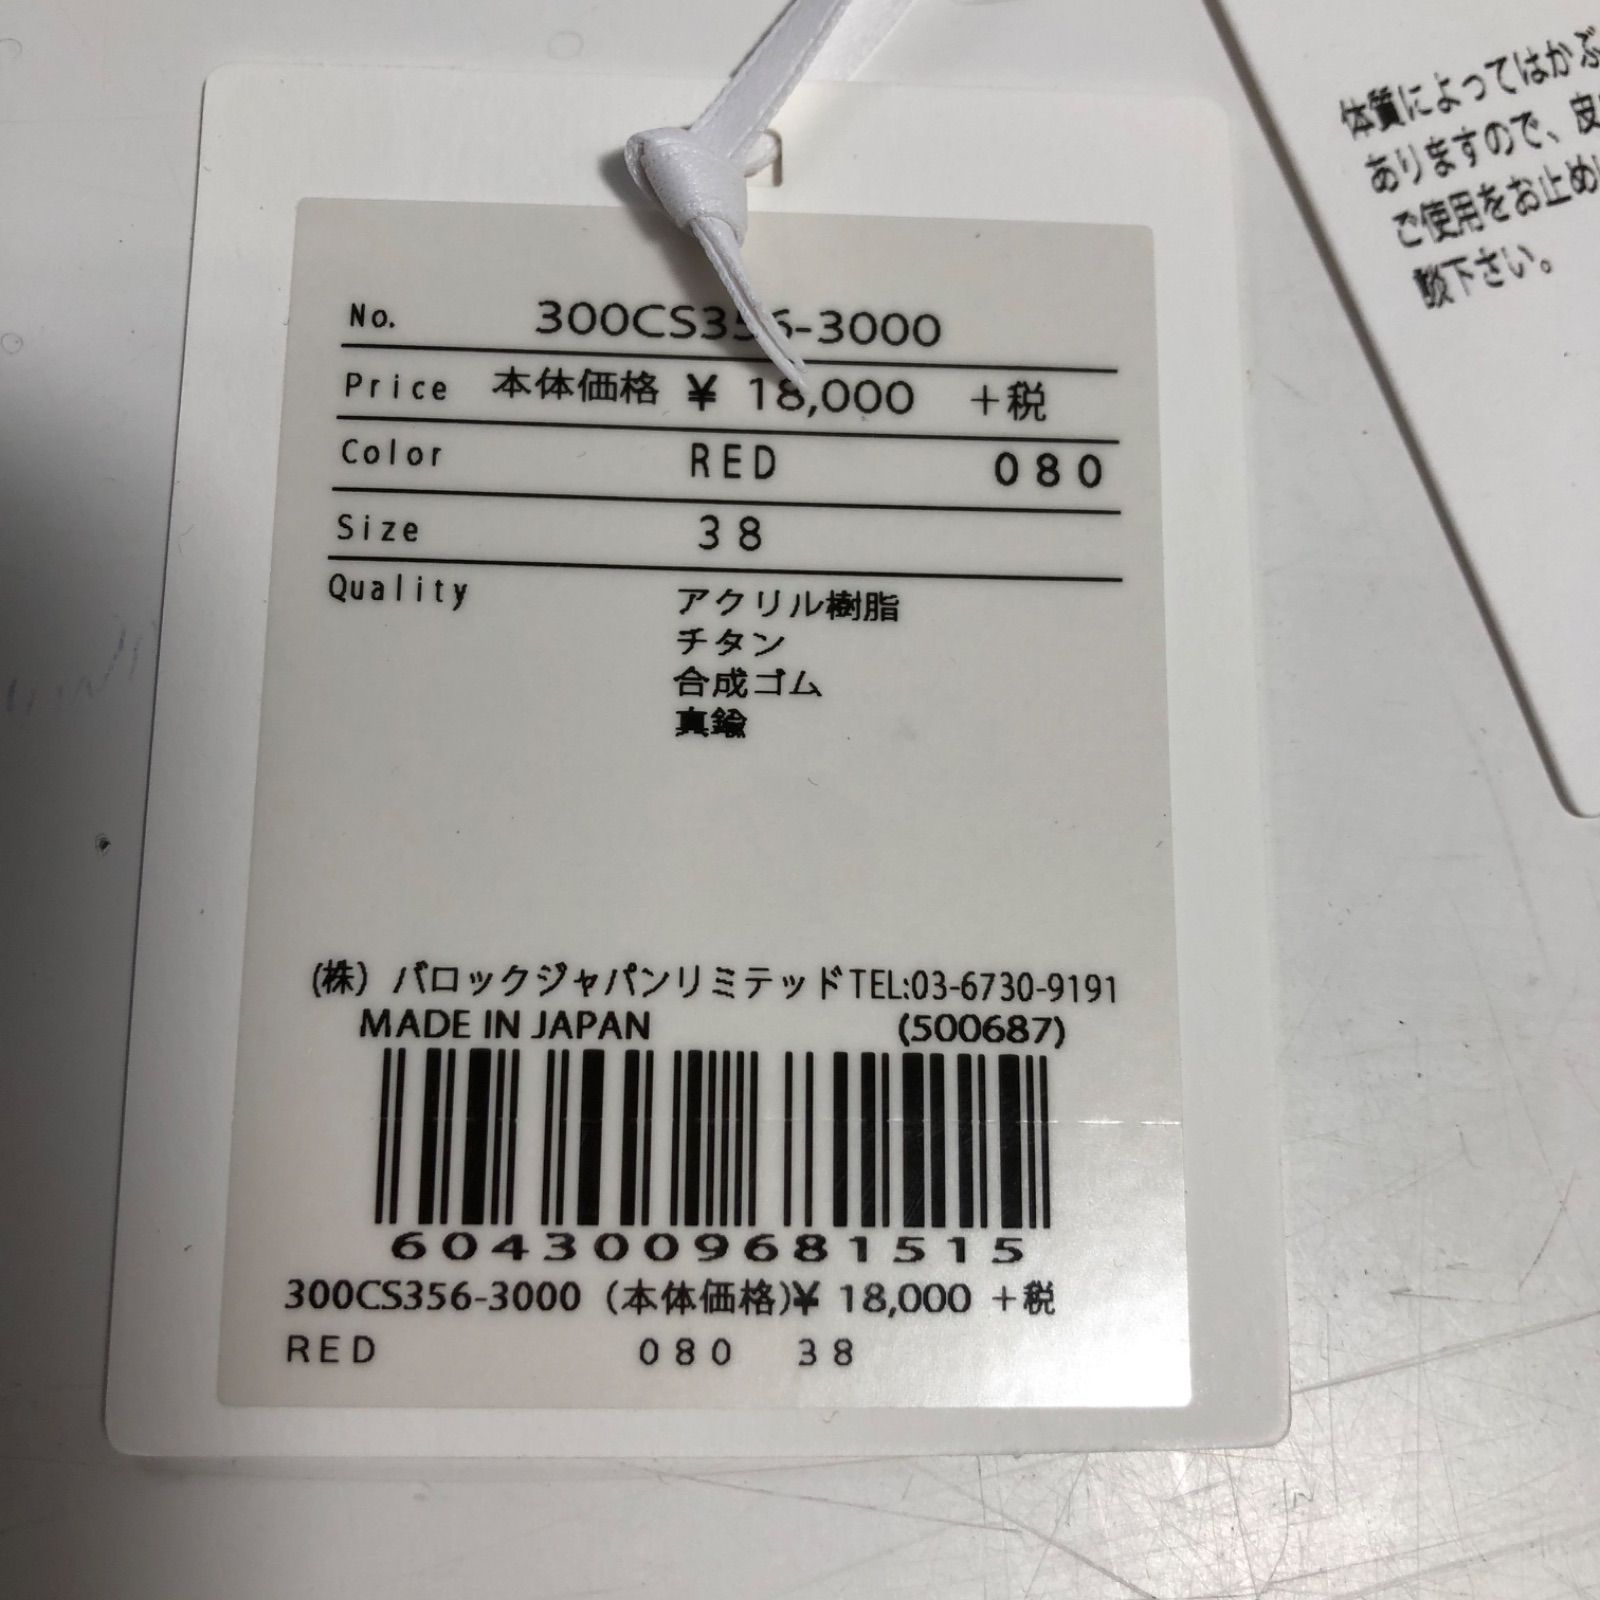 No. 300CS356-3000
Price 本体価格 ¥ 18,000 +税
Color RED 080
Size 38
Quality アクリル樹脂
チタン
合成ゴム
真鍮
(株) バロックジャパンリミテッドTEL:03-6730-9191
MADE IN JAPAN (500687)
6043009681515
300CS356-3000 (本体価格)¥ 18,000 +税
RED 080 38
体質によってはかぶ
ありますので、皮
ご使用をお止め
談下さい。